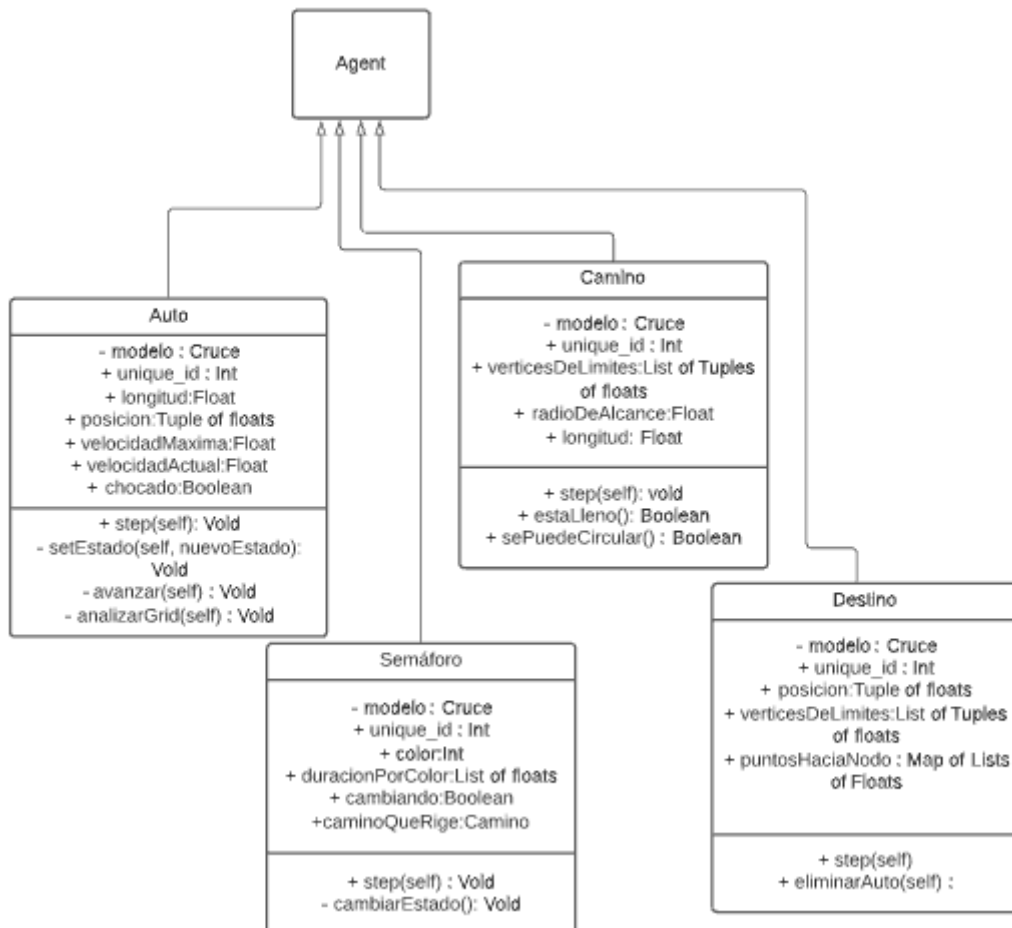 Agent
Auto
- modelo : Cruce
+ unique_id : Int
+ longitud:Float
+ posicion:Tuple of floats
+ velocidadMaxima:Float
+ velocidadActual:Float
+ chocado:Boolean
+ step(self): Void
- setEstado(self, nuevoEstado):
Void
- avanzar(self) : Void
- analizarGrid(self) : Void
Camino
- modelo : Cruce
+ unique_id : Int
+ verticesDeLimites:List of Tuples
of floats
+ radioDeAlcance:Float
+ longitud: Float
+ step(self): void
+ estaLleno(): Boolean
+ sePuedeCircular() : Boolean
Semáforo
- modelo : Cruce
+ unique_id : Int
+ color:Int
+ duracionPorColor:List of floats
+ cambiando:Boolean
+caminoQueRige:Camino
+ step(self) : Void
- cambiarEstado(): Void
Destino
- modelo : Cruce
+ unique_id : Int
+ posicion:Tuple of floats
+ verticesDeLimites:List of Tuples
of floats
+ puntosHaciaNodo : Map of Lists
of Floats
+ step(self)
+ eliminarAuto(self) :